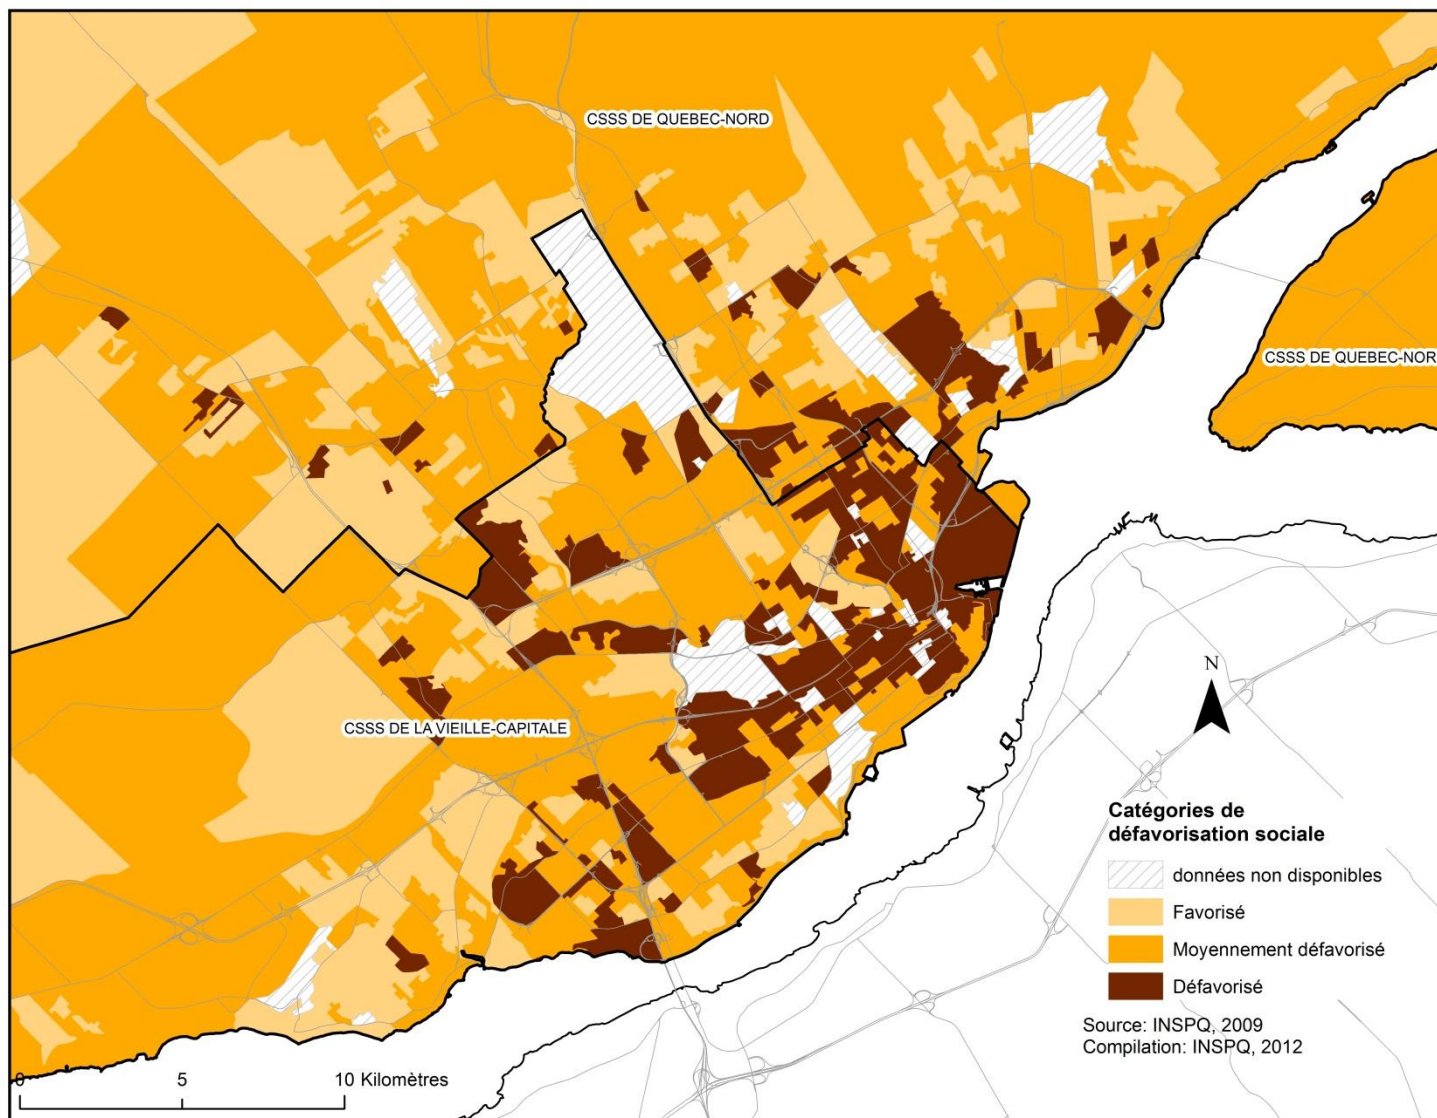 CSSS DE QUEBEC-NORD
CSSS DE QUEBEC-NOR
CSSS DE LA VIEILLE-CAPITALE
N
Catégories de
défavorisation sociale
données non disponibles
Favorisé
Moyennement défavorisé
Défavorisé
Source: INSPQ, 2009
Compilation: INSPQ, 2012
0 5 10 Kilomètres